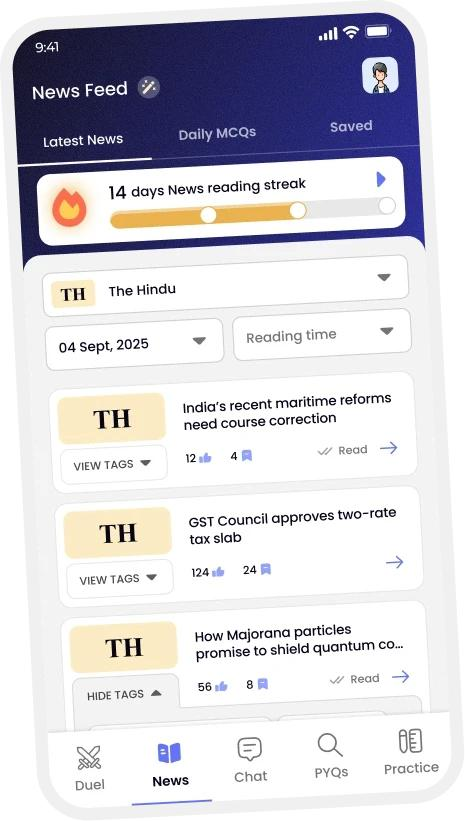 9:41
News Feed
Latest News Daily MCQs Saved
14 days News reading streak
TH The Hindu
04 Sept, 2025 Reading time
TH
India's recent maritime reforms
need course correction
VIEW TAGS 12 4 Read
TH
GST Council approves two-rate
tax slab
VIEW TAGS 124 24
TH
How Majorana particles
promise to shield quantum co...
HIDE TAGS 56 8 Read
Duel News Chat PYQs Practice